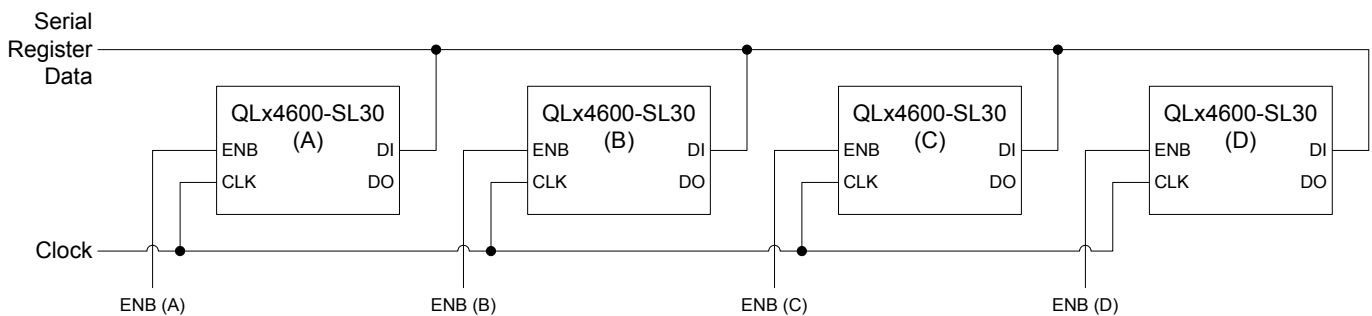 Serial
Register
Data
QLx4600-SL30
(A)
ENB
DI
CLK
DO
QLx4600-SL30
(B)
ENB
DI
CLK
DO
QLx4600-SL30
(C)
ENB
DI
CLK
DO
QLx4600-SL30
(D)
ENB
DI
CLK
DO
Clock
ENB (A)
ENB (B)
ENB (C)
ENB (D)